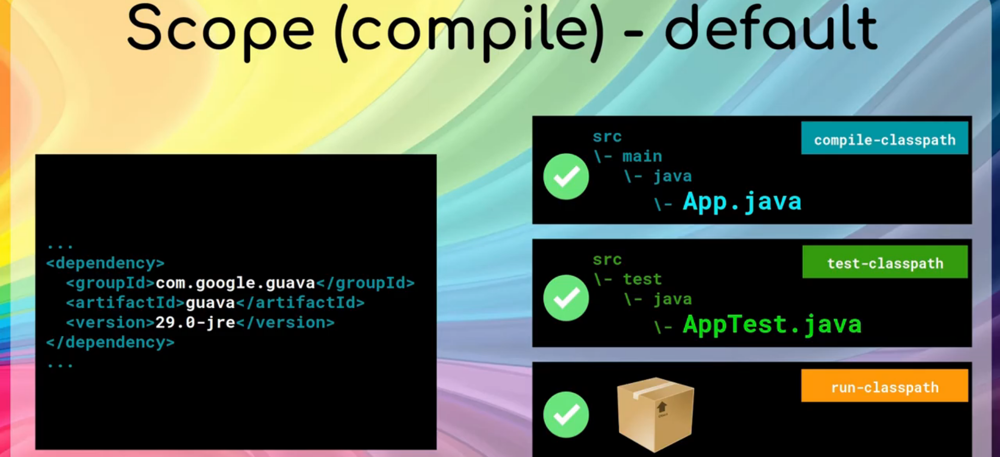 Scope (compile) - default
...
<dependency>
<groupId>com.google.guava</groupId>
<artifactId>guava</artifactId>
<version>29.0-jre</version>
</dependency>
...
compile-classpath
src
\- main
\- java
\- App.java
test-classpath
src
\- test
\- java
\- AppTest.java
run-classpath